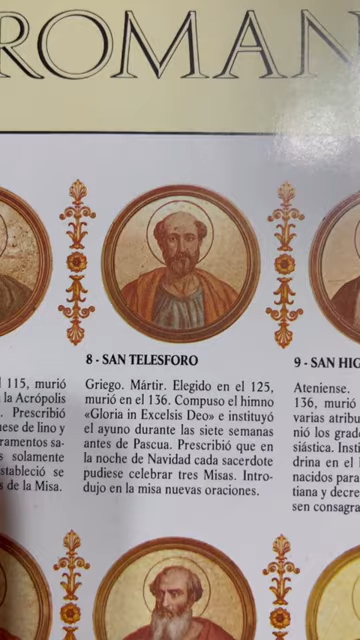 ROMAN
8 - SAN TELESFORO
Griego. Mártir. Elegido en el 125,
murió en el 136. Compuso el himno
«Gloria in Excelsis Deo» e instituyó
el ayuno durante las siete semanas
antes de Pascua. Prescribió que en
la noche de Navidad cada sacerdote
pudiese celebrar tres Misas. Intro-
dujo en la misa nuevas oraciones.
115, murió
la Acrópolis
Prescribió
de lino y
solamente
se
de la Misa.
9 - SAN HIG
Ateniense.
136, murió
varias atribu
nió los grado
siástica. Insti
drina en el
nacidos para
tiana y decre
sen consagra